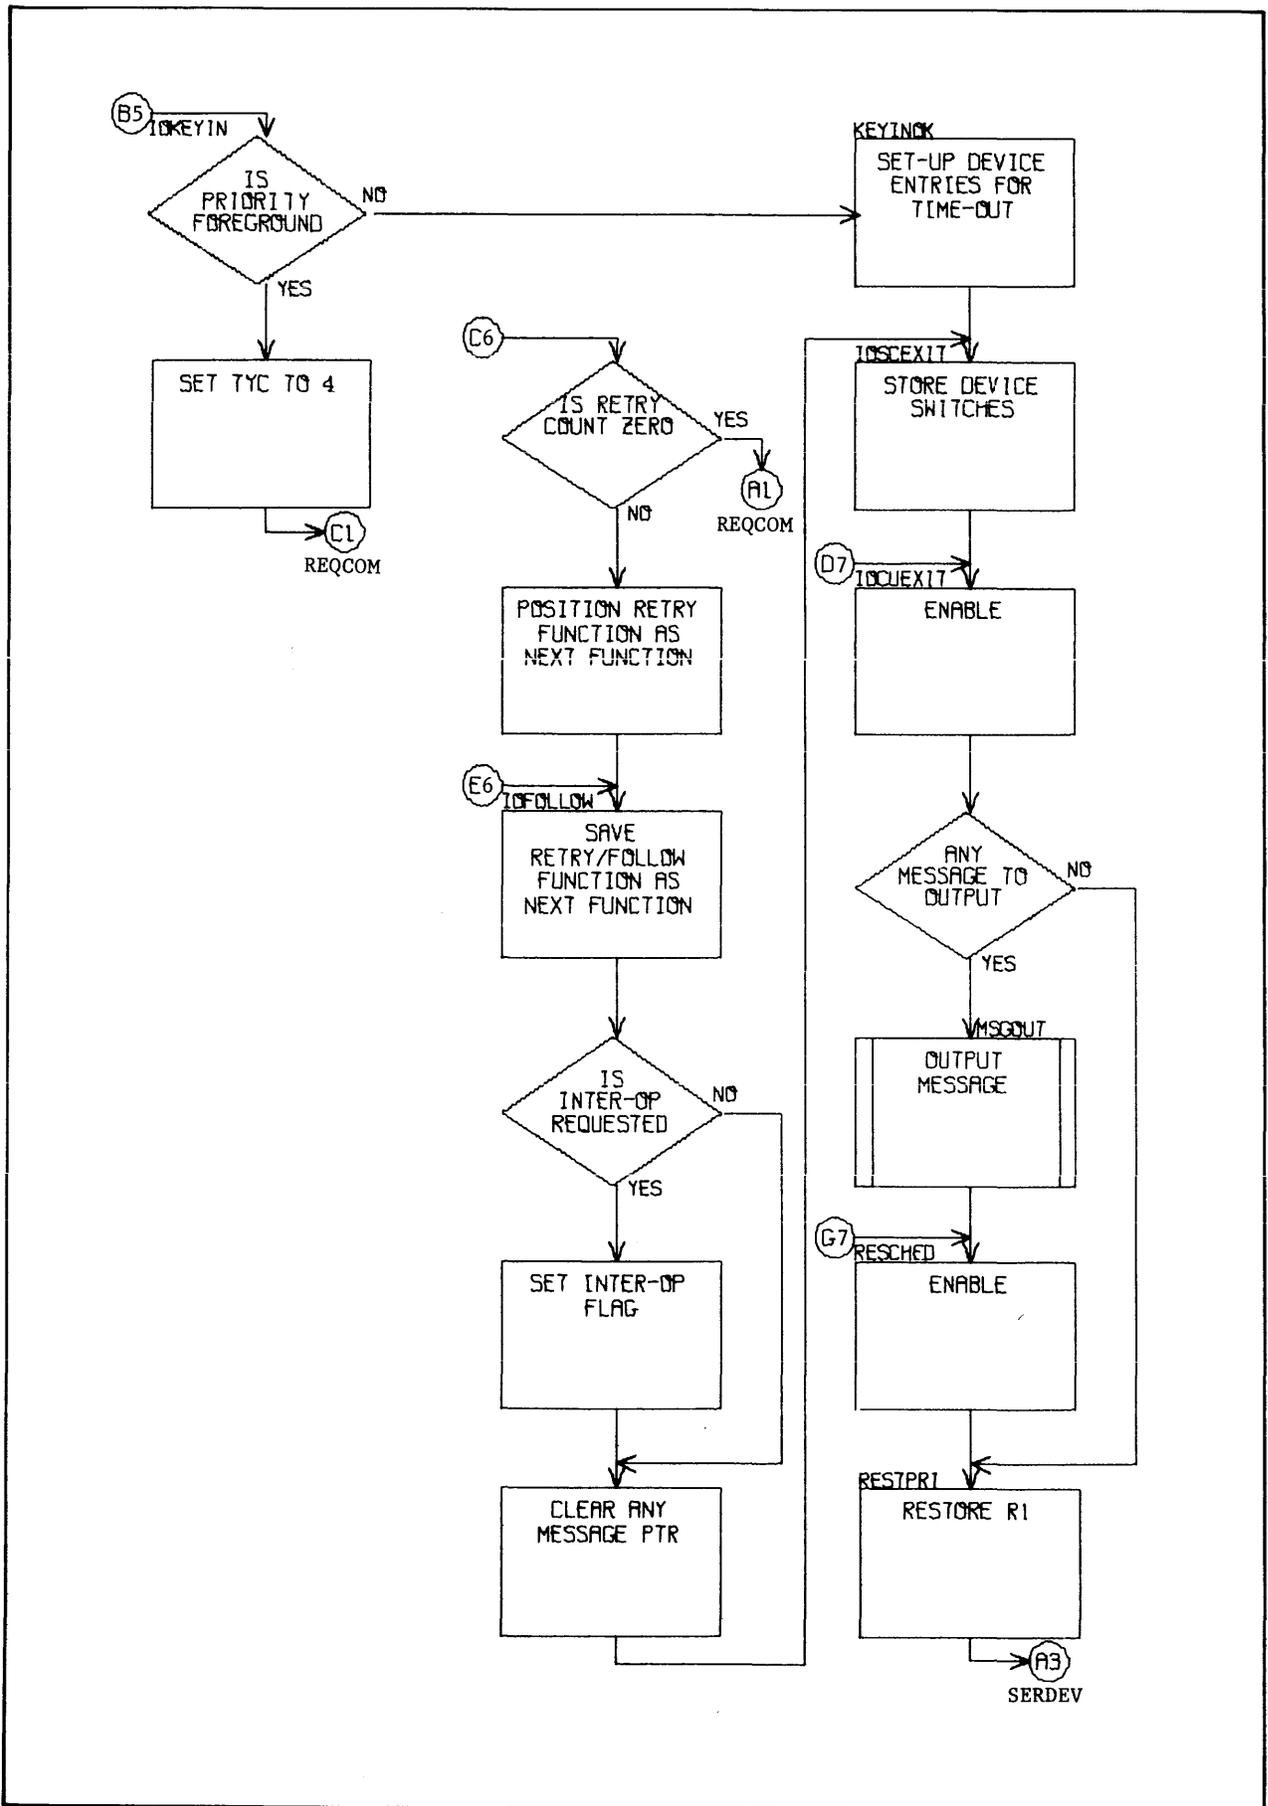 B5
IOKEYIN
IS
PRIORITY
FOREGROUND
NO
YES
SET TYC TO 4
C1
REQCOM
C6
IS RETRY
COUNT ZERO
YES
A1
REQCOM
NO
POSITION RETRY
FUNCTION AS
NEXT FUNCTION
E6
IOFOLLOW
SAVE
RETRY/FOLLOW
FUNCTION AS
NEXT FUNCTION
IS
INTER-OP
REQUESTED
NO
YES
SET INTER-OP
FLAG
CLEAR ANY
MESSAGE PTR
KEYINOK
SET-UP DEVICE
ENTRIES FOR
TIME-OUT
IOSCEXIT
STORE DEVICE
SWITCHES
D7
IOCUEXIT
ENABLE
ANY
MESSAGE TO
OUTPUT
NO
YES
MSGOUT
OUTPUT
MESSAGE
G7
RESCHED
ENABLE
RESTPRI
RESTORE R1
A3
SERDEV